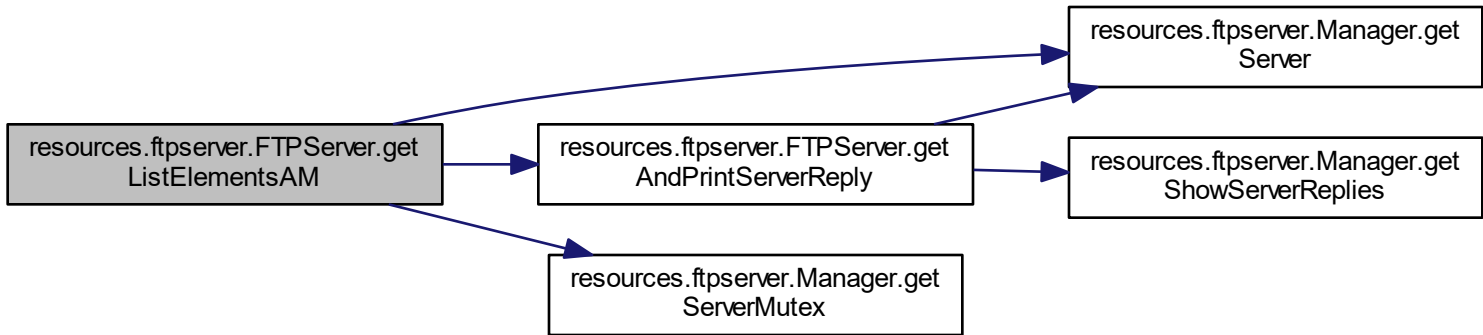 resources.ftpserver.Manager.get
Server
resources.ftpserver.FTPServer.get
ListElementsAM
resources.ftpserver.FTPServer.get
AndPrintServerReply
resources.ftpserver.Manager.get
ShowServerReplies
resources.ftpserver.Manager.get
ServerMutex